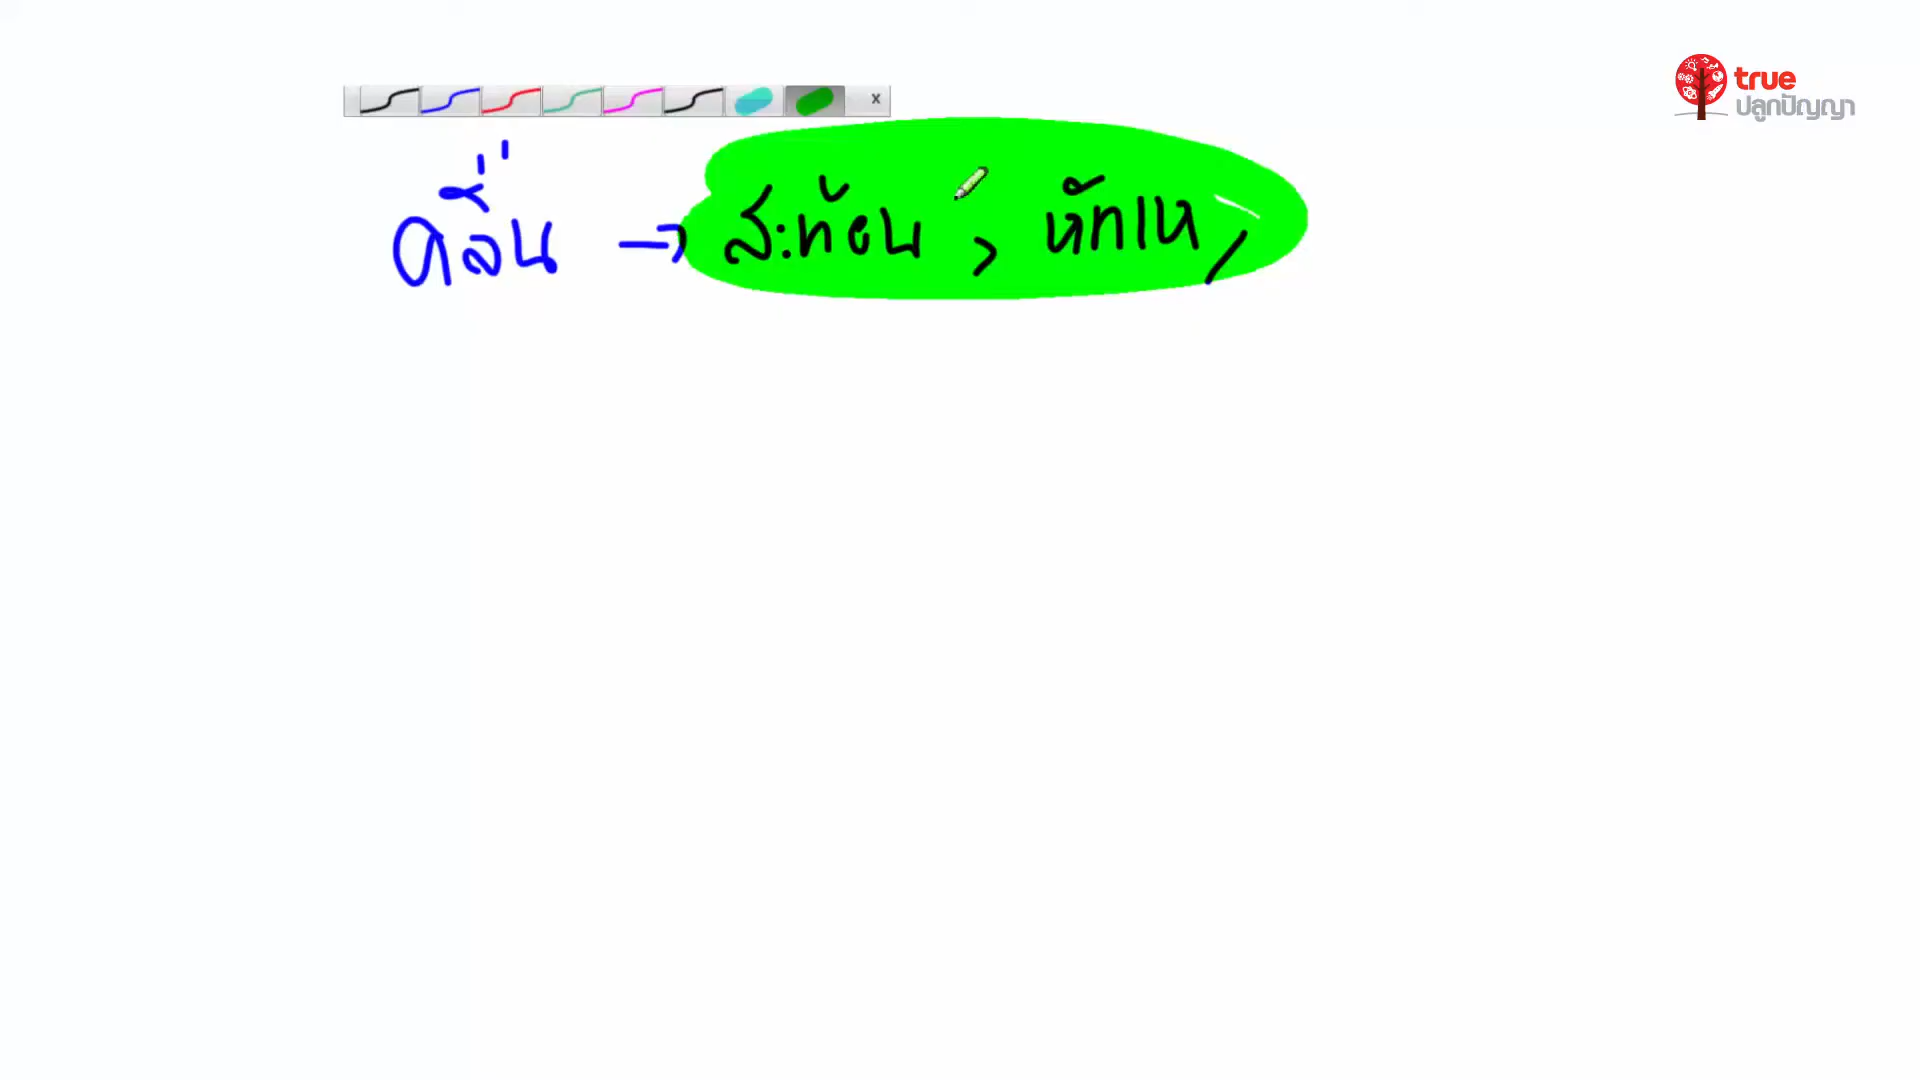 true
ปลูกปัญญา
x
คลื่น → สะท้อน , หักเห ,